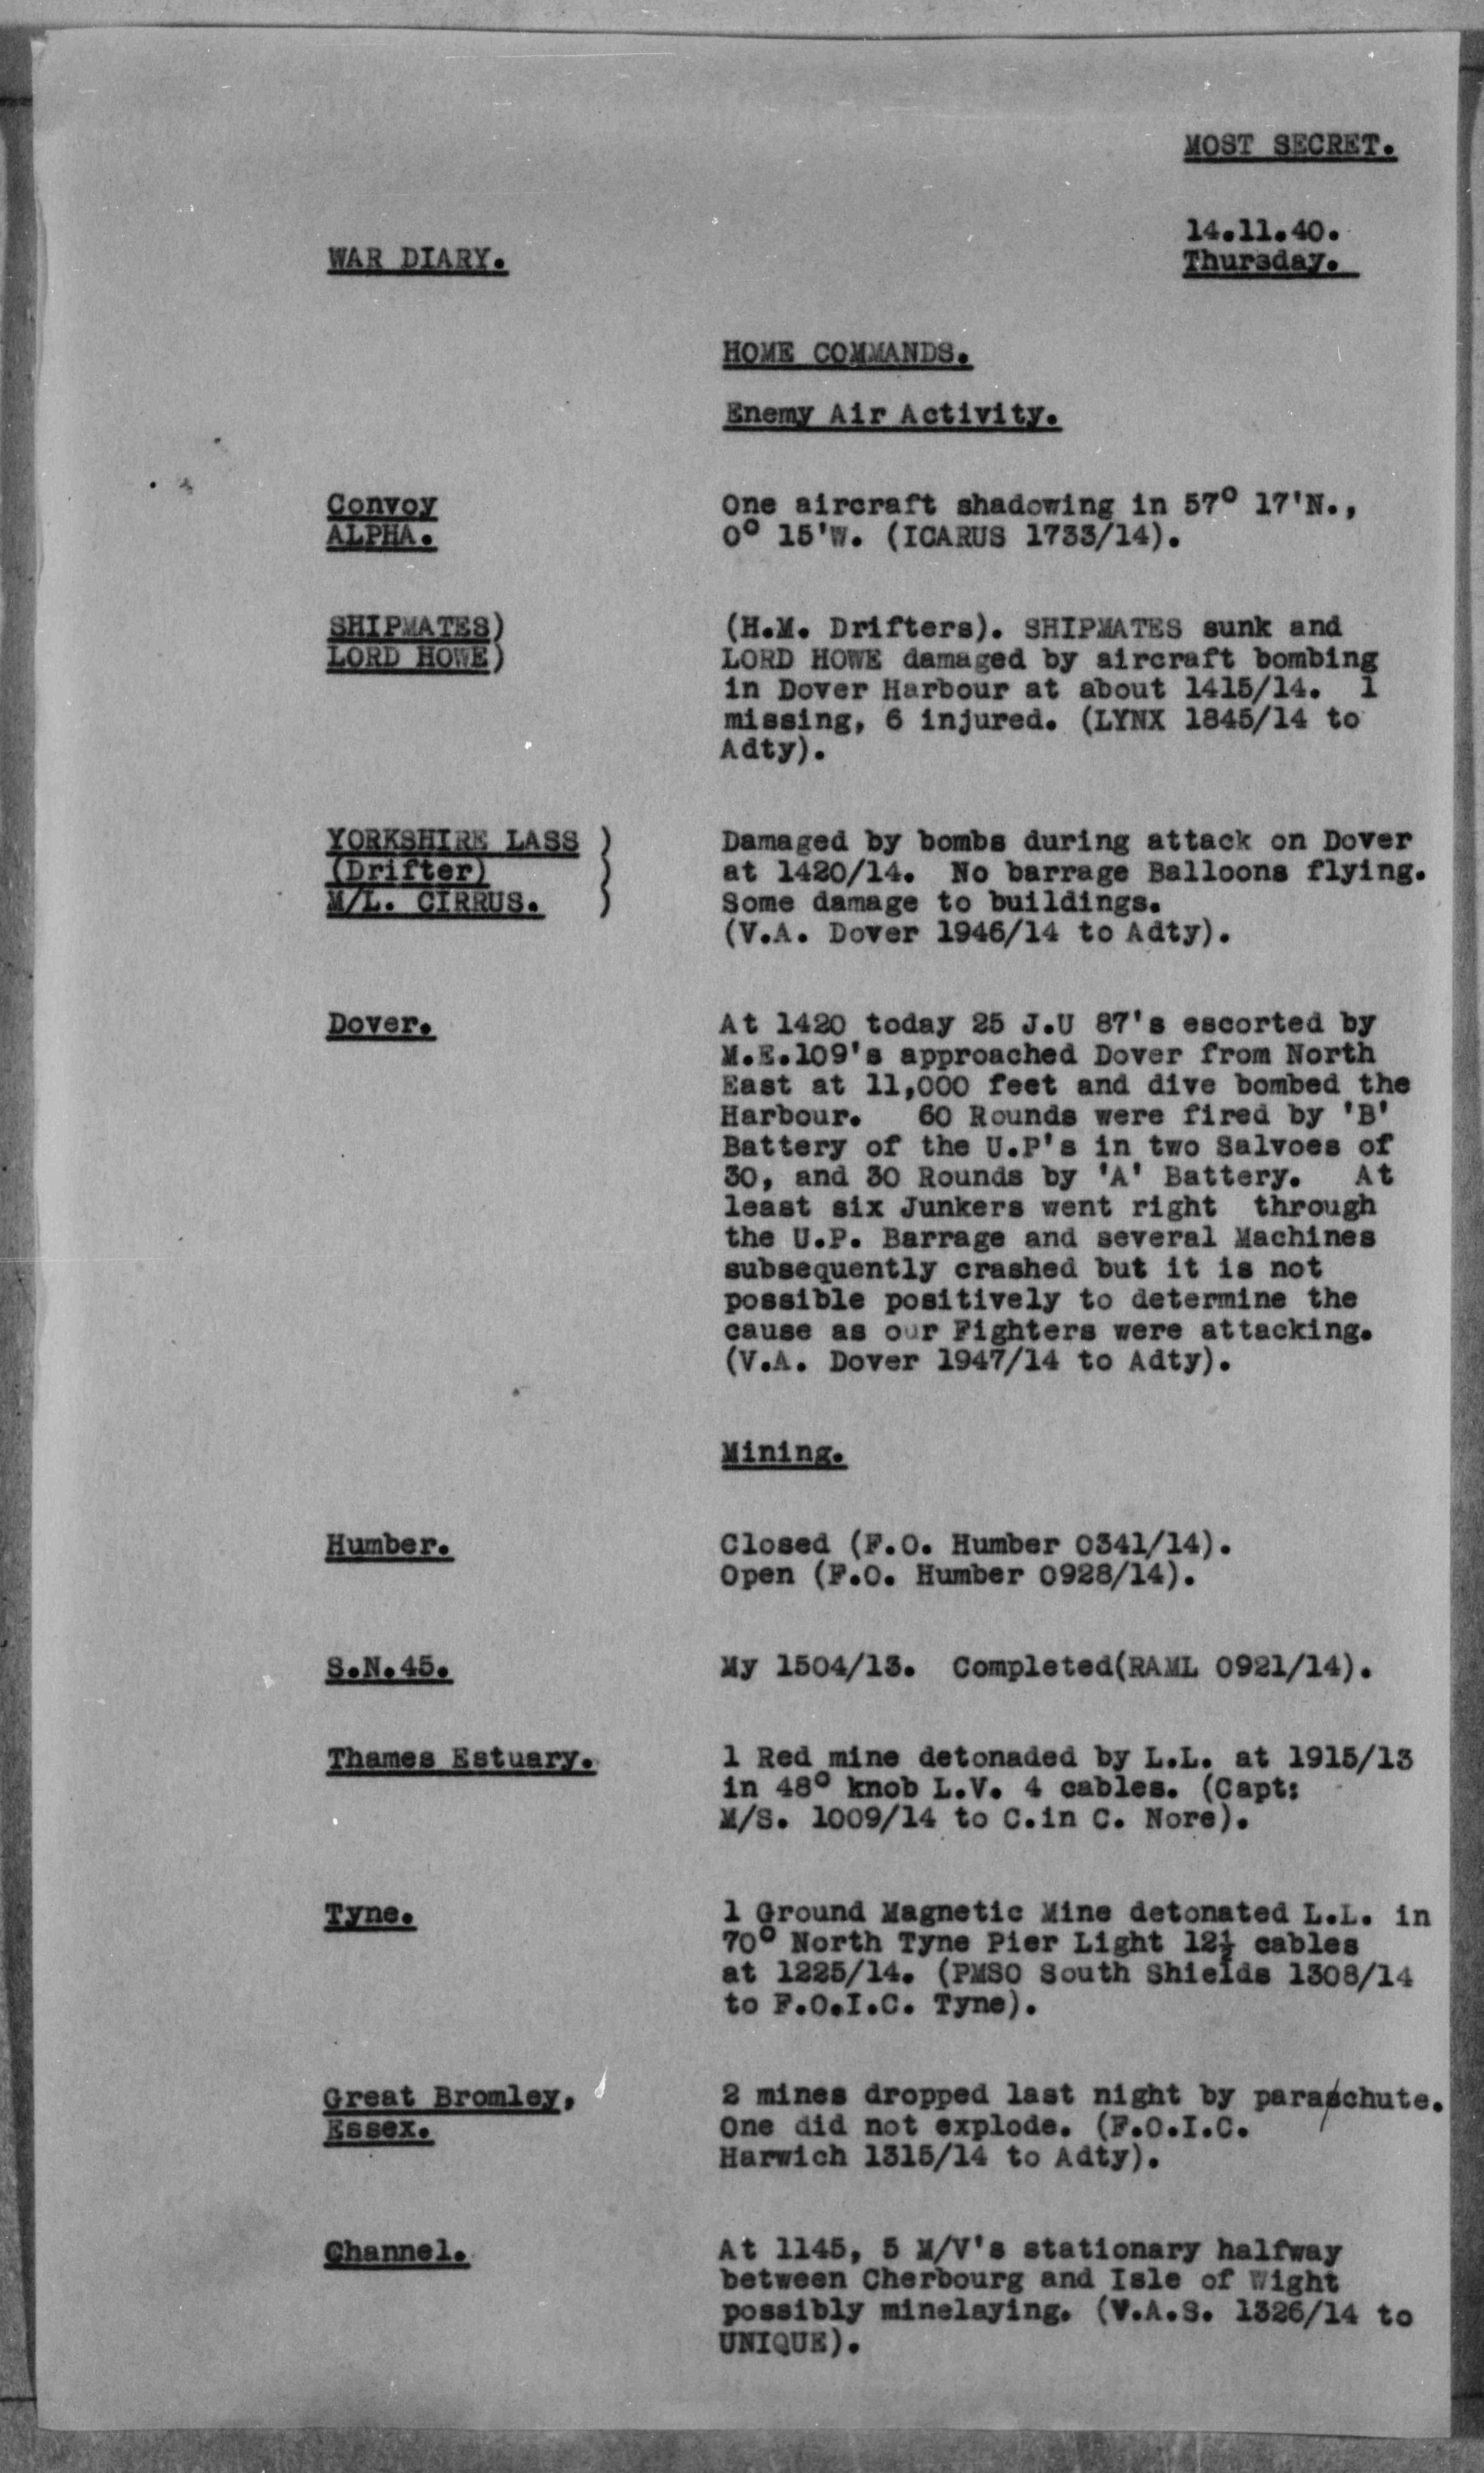 MOST SECRET.
14.11.40.
WAR DIARY.
Thursday.
HOME COMMANDS.
Enemy Air Activity.
Convoy
ALPHA.
One aircraft shadowing in 57° 17'N.,
0° 15'W. (ICARUS 1733/14).
SHIPMATES)
LORD HOWE)
(H.M. Drifters). SHIPMATES sunk and
LORD HOWE damaged by aircraft bombing
in Dover Harbour at about 1415/14. 1
missing, 6 injured. (LYNX 1845/14 to
Adty).
YORKSHIRE LASS )
(Drifter) )
M/L. CIRRUS. )
Damaged by bombs during attack on Dover
at 1420/14. No barrage Balloons flying.
Some damage to buildings.
(V.A. Dover 1946/14 to Adty).
Dover.
At 1420 today 25 J.U 87's escorted by
M.E.109's approached Dover from North
East at 11,000 feet and dive bombed the
Harbour. 60 Rounds were fired by 'B'
Battery of the U.P's in two Salvoes of
30, and 30 Rounds by 'A' Battery. At
least six Junkers went right through
the U.P. Barrage and several Machines
subsequently crashed but it is not
possible positively to determine the
cause as our Fighters were attacking.
(V.A. Dover 1947/14 to Adty).
Mining.
Humber.
Closed (F.O. Humber 0341/14).
Open (F.O. Humber 0928/14).
S.N.45.
My 1504/13. Completed(RAML 0921/14).
Thames Estuary.
1 Red mine detonaded by L.L. at 1915/13
in 48° knob L.V. 4 cables. (Capt:
M/S. 1009/14 to C.in C. Nore).
Tyne.
1 Ground Magnetic Mine detonated L.L. in
70° North Tyne Pier Light 12½ cables
at 1225/14. (PMSO South Shields 1308/14
to F.O.I.C. Tyne).
Great Bromley,
Essex.
2 mines dropped last night by parachute.
One did not explode. (F.O.I.C.
Harwich 1315/14 to Adty).
Channel.
At 1145, 5 M/V's stationary halfway
between Cherbourg and Isle of Wight
possibly minelaying. (V.A.S. 1326/14 to
UNIQUE).